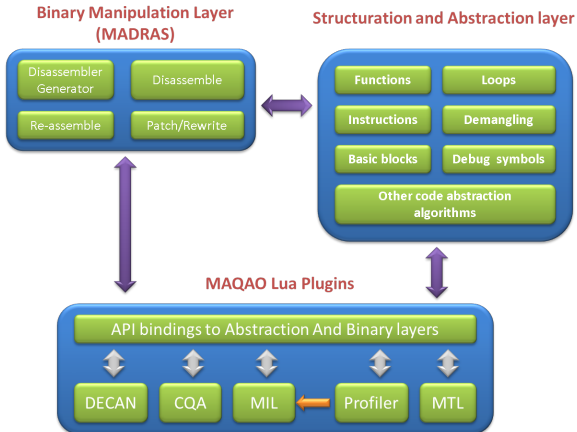 Binary Manipulation Layer
(MADRAS)
Structuration and Abstraction layer
Disassembler
Generator
Disassemble
Re-assemble
Patch/Rewrite
Functions
Loops
Instructions
Demangling
Basic blocks
Debug symbols
Other code abstraction
algorithms
MAQAO Lua Plugins
API bindings to Abstraction And Binary layers
DECAN
CQA
MIL
Profiler
MTL